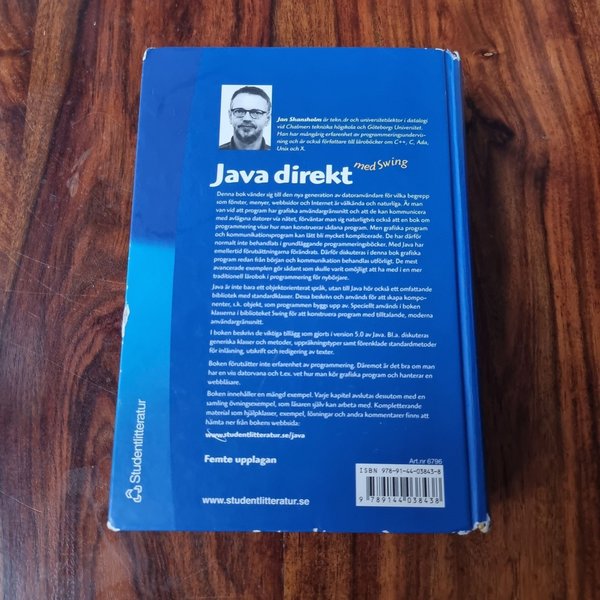 Jan Skansholm är tekn.dr och universitetslektor i datalogi
vid Chalmers tekniska högskola och Göteborgs Universitet.
Han har mångårig erfarenhet av programmeringsundervis-
ning och är också författare till läroböcker om C++, C, Ada,
Unix och X.
Java direkt med Swing
Denna bok vänder sig till den nya generation av datoranvändare för vilka begrepp
som fönster, menyer, webbsidor och Internet är välkända och naturliga. Är man
van vid att program har grafiska användargränssnitt och att de kan kommunicera
med avlägsna datorer via nätet, förväntar man sig naturligtvis också att en bok om
programmering visar hur man konstruerar sådana program. Men grafiska program
och kommunikationsprogram kan lätt bli mycket komplicerade. De har därför
normalt inte behandlats i grundläggande programmeringsböcker. Med Java har
emellertid förutsättningarna förändrats. Därför diskuteras i denna bok grafiska
program redan från början och kommunikation behandlas utförligt. De mest
avancerade exemplen gör sådant som skulle varit omöjligt att ha med i en mer
traditionell lärobok i programmering för nybörjare.
Java är inte bara ett objektorienterat språk, utan till Java hör också ett omfattande
bibliotek med standardklasser. Dessa beskrivs och används för att skapa kompo-
nenter, s.k. objekt, som programmen byggs upp av. Speciellt används i boken
klasserna i biblioteket Swing för att konstruera program med tilltalande, moderna
användargränssnitt.
I boken beskrivs de viktiga tillägg som gjorts i version 5.0 av Java. Bl.a. diskuteras
generiska klasser och metoder, uppräkningstyper samt förenklade standardmetoder
för inläsning, utskrift och redigering av texter.
Boken förutsätter inte erfarenhet av programmering. Däremot är det bra om man
har en vis datorvana och t.ex. vet hur man kör grafiska program och hanterar en
webbläsare.
Boken innehåller en mängd exempel. Varje kapitel avslutas dessutom med en
samling övningsexempel, som läsaren själv kan arbeta med. Kompletterande
material som hjälpklasser, exempel, lösningar och andra kommentarer finns att
hämta ner från bokens webbsida:
www.studentlitteratur.se/java
Femte upplagan
Art.nr 6796
ISBN 978-91-44-03843-8
9 789144 038438
www.studentlitteratur.se
Studentlitteratur